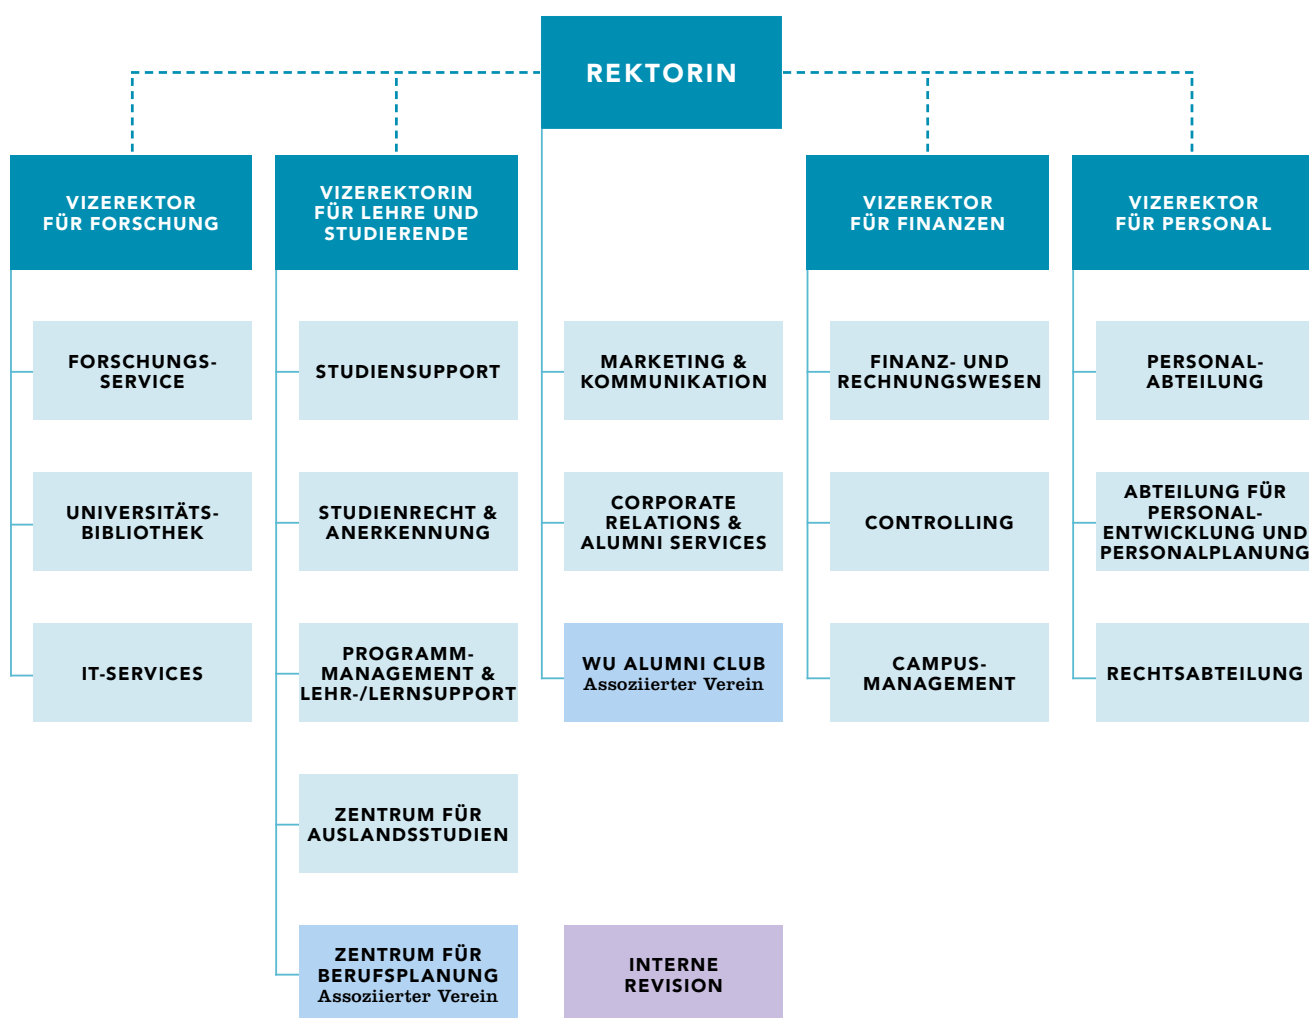 REKTORIN
VIZEREKTOR
FÜR FORSCHUNG
VIZEREKTORIN
FÜR LEHRE UND
STUDIERENDE
VIZEREKTOR
FÜR FINANZEN
VIZEREKTOR
FÜR PERSONAL
FORSCHUNGS-
SERVICE
STUDIENSUPPORT
MARKETING &
KOMMUNIKATION
FINANZ- UND
RECHNUNGSWESEN
PERSONAL-
ABTEILUNG
UNIVERSITÄTS-
BIBLIOTHEK
STUDIENRECHT &
ANERKENNUNG
CORPORATE
RELATIONS &
ALUMNI SERVICES
CONTROLLING
ABTEILUNG FÜR
PERSONAL-
ENTWICKLUNG UND
PERSONALPLANUNG
IT-SERVICES
PROGRAMM-
MANAGEMENT &
LEHR-/LERNSUPPORT
WU ALUMNI CLUB
Assoziierter Verein
CAMPUS-
MANAGEMENT
RECHTSABTEILUNG
ZENTRUM FÜR
AUSLANDSSTUDIEN
ZENTRUM FÜR
BERUFSPLANUNG
Assoziierter Verein
INTERNE
REVISION